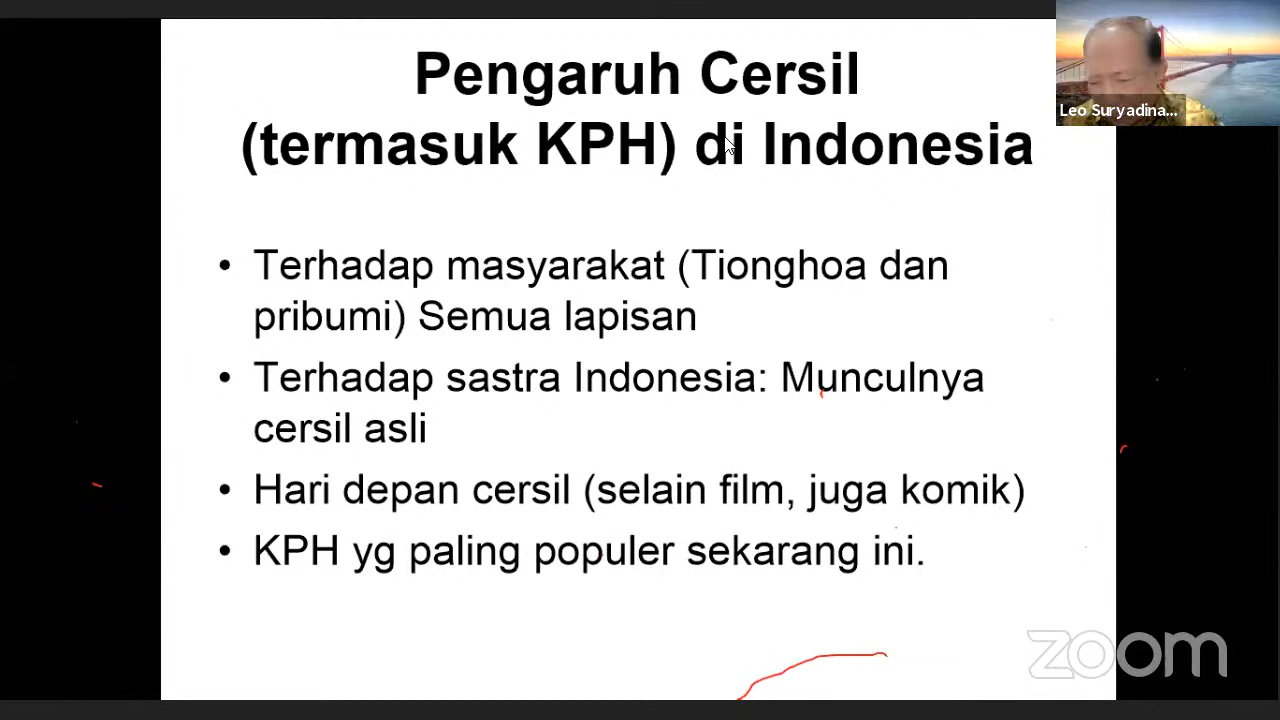 Pengaruh Cersil
(termasuk KPH) di Indonesia
Leo Suryadina...
• Terhadap masyarakat (Tionghoa dan
pribumi) Semua lapisan
• Terhadap sastra Indonesia: Munculnya
cersil asli
• Hari depan cersil (selain film, juga komik)
• KPH yg paling populer sekarang ini.
zoom